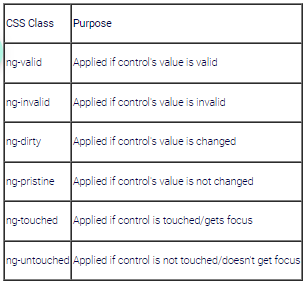 CSS Class Purpose
ng-valid Applied if control's value is valid
ng-invalid Applied if control's value is invalid
ng-dirty Applied if control's value is changed
ng-pristine Applied if control's value is not changed
ng-touched Applied if control is touched/gets focus
ng-untouched Applied if control is not touched/doesn't get focus